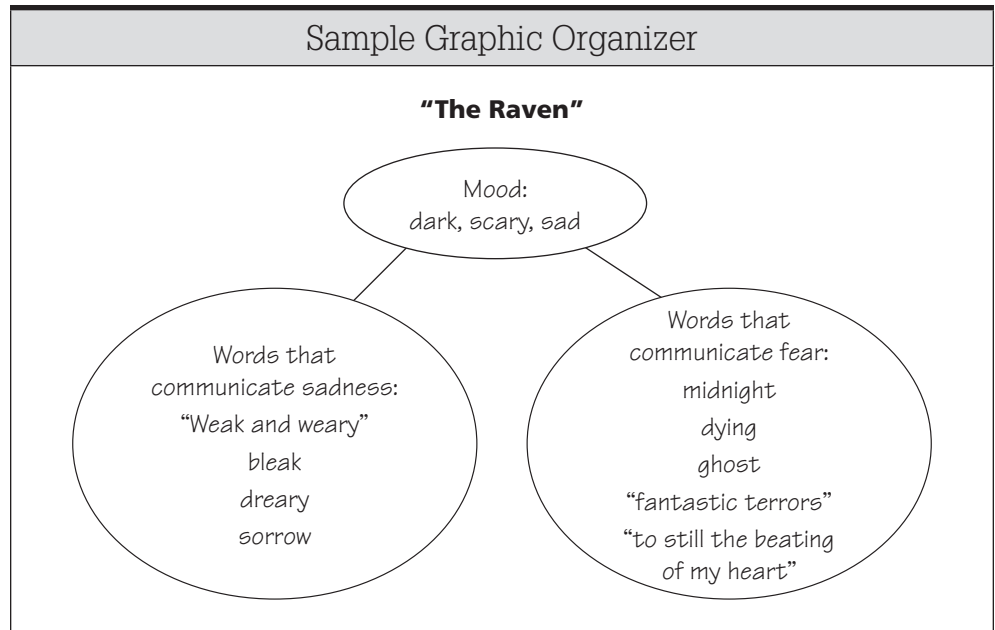 Sample Graphic Organizer
“The Raven”
Mood:
dark, scary, sad
Words that
communicate sadness:
“Weak and weary”
bleak
dreary
sorrow
Words that
communicate fear:
midnight
dying
ghost
“fantastic terrors”
“to still the beating
of my heart”